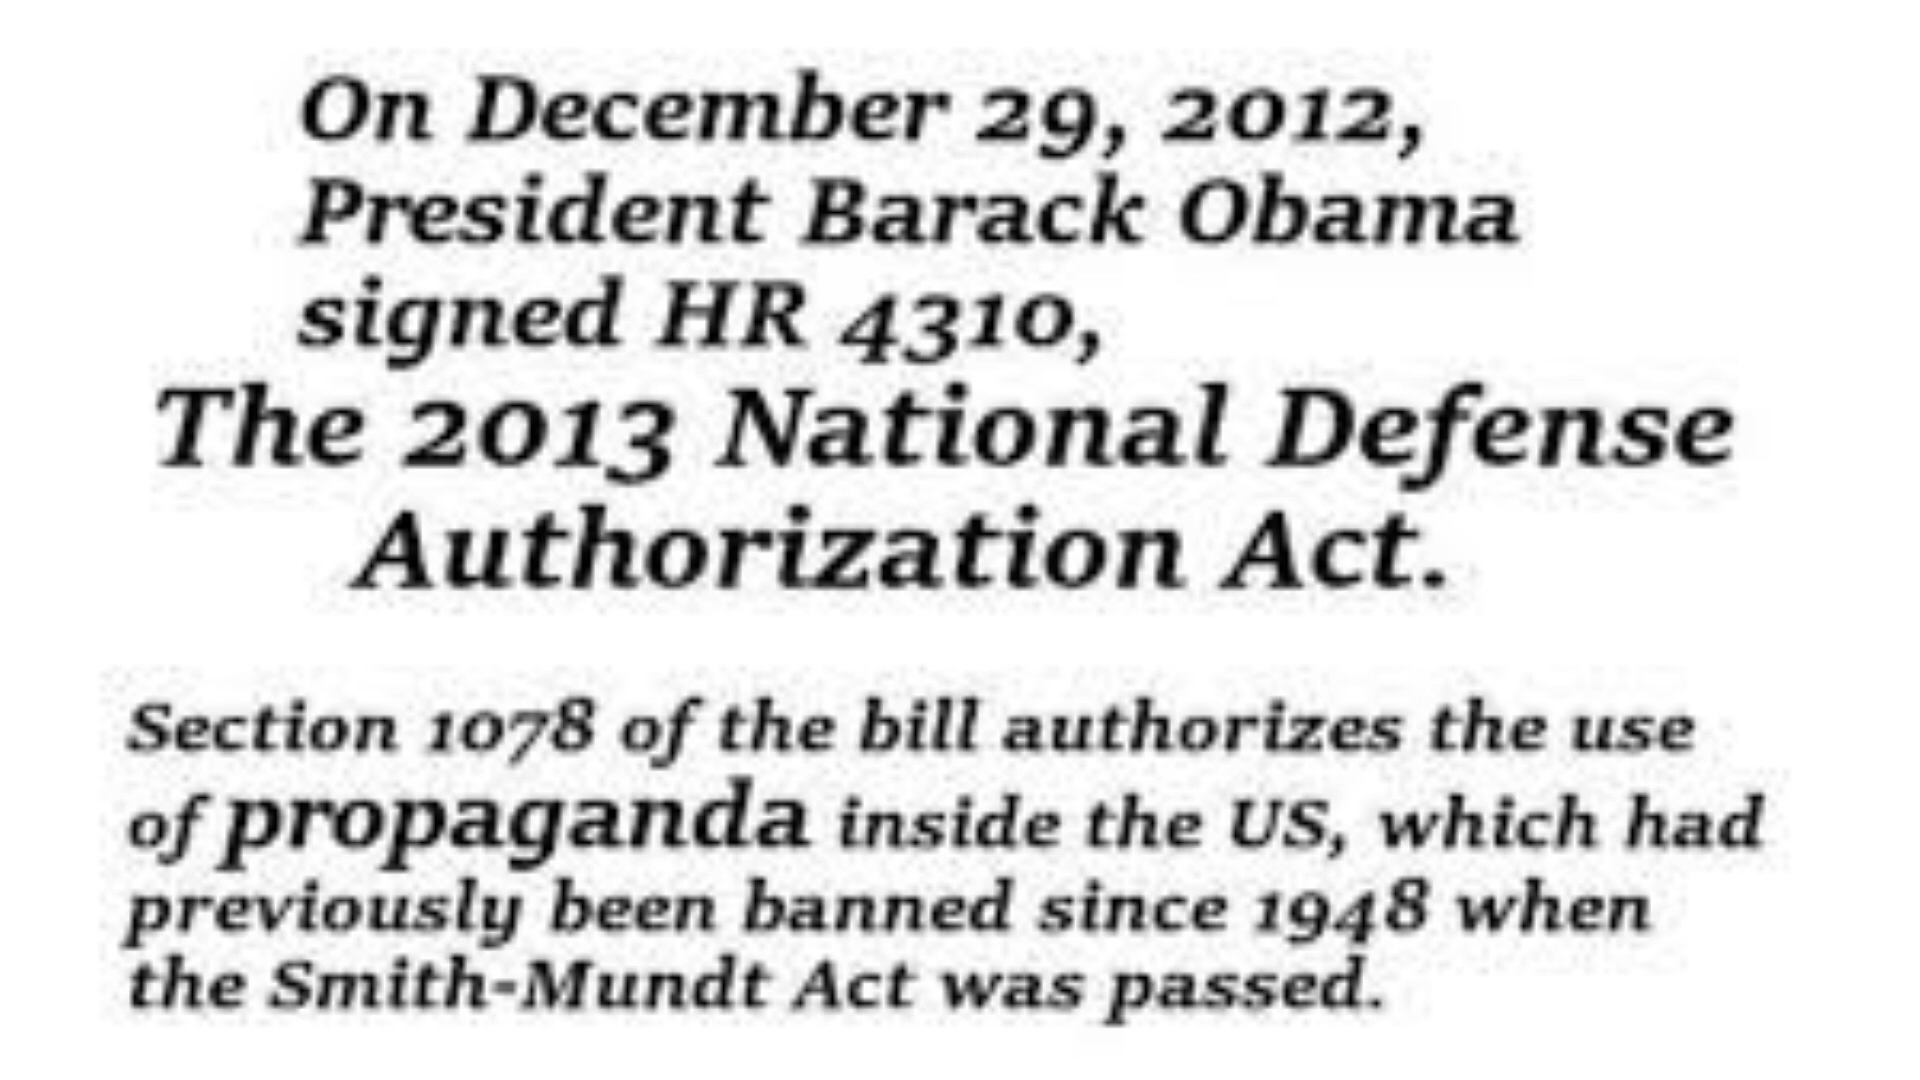 On December 29, 2012,
President Barack Obama
signed HR 4310,
The 2013 National Defense
Authorization Act.
Section 1078 of the bill authorizes the use
of propaganda inside the US, which had
previously been banned since 1948 when
the Smith-Mundt Act was passed.